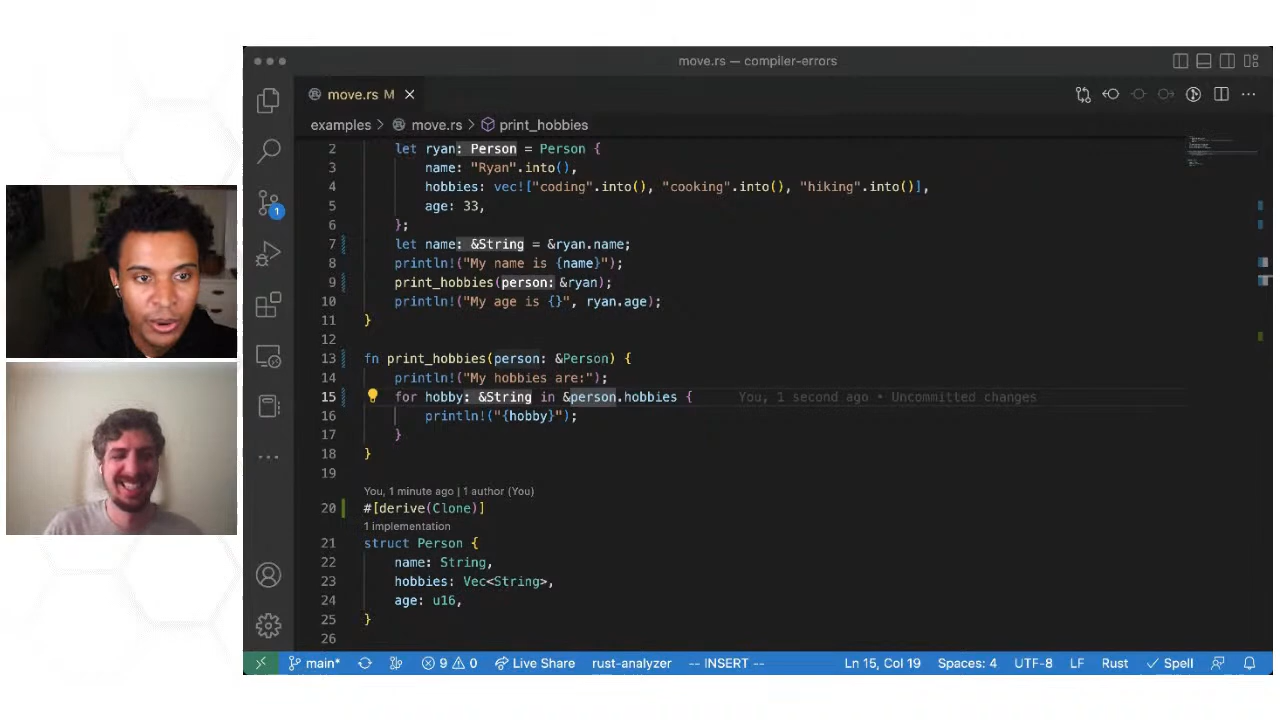 move.rs — compiler-errors
move.rs M
examples > move.rs > print_hobbies
2 let ryan: Person = Person {
3 name: "Ryan".into(),
4 hobbies: vec!["coding".into(), "cooking".into(), "hiking".into()],
5 age: 33,
6 };
7 let name: &String = &ryan.name;
8 println!("My name is {name}");
9 print_hobbies(person: &ryan);
10 println!("My age is {}", ryan.age);
11 }
12
13 fn print_hobbies(person: &Person) {
14 println!("My hobbies are:");
15 for hobby: &String in &person.hobbies { You, 1 second ago • Uncommitted changes
16 println!("{hobby}");
17 }
18 }
19
You, 1 minute ago | 1 author (You)
20 #[derive(Clone)]
1 implementation
21 struct Person {
22 name: String,
23 hobbies: Vec<String>,
24 age: u16,
25 }
26
1
main* 9 0 Live Share rust-analyzer -- INSERT -- Ln 15, Col 19 Spaces: 4 UTF-8 LF Rust Spell